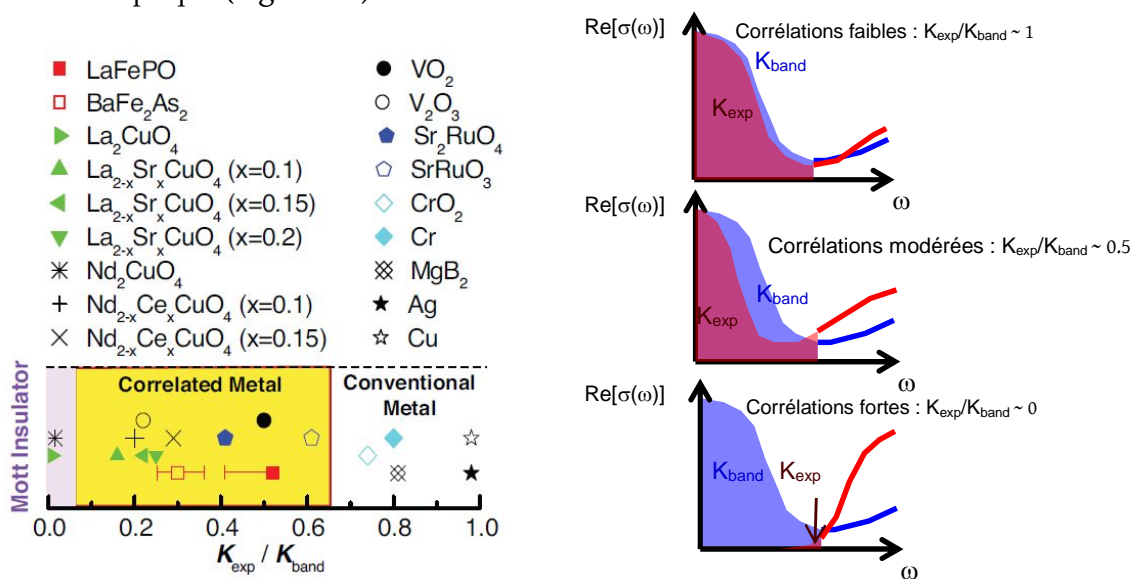 LaFePO
BaFe2As2
La2CuO4
La2-xSrxCuO4 (x=0.1)
La2-xSrxCuO4 (x=0.15)
La2-xSrxCuO4 (x=0.2)
Nd2CuO4
Nd2-xCexCuO4 (x=0.1)
Nd2-xCexCuO4 (x=0.15)
VO2
V2O3
Sr2RuO4
SrRuO3
CrO2
Cr
MgB2
Ag
Cu
Mott Insulator
Correlated Metal
Conventional
Metal
0.0 0.2 0.4 0.6 0.8 1.0
Kexp / Kband
Re[σ(ω)]
Corrélations faibles : Kexp/Kband ~ 1
Kband
Kexp
ω
Re[σ(ω)]
Corrélations modérées : Kexp/Kband ~ 0.5
Kband
Kexp
ω
Re[σ(ω)]
Corrélations fortes : Kexp/Kband ~ 0
Kband
Kexp
ω